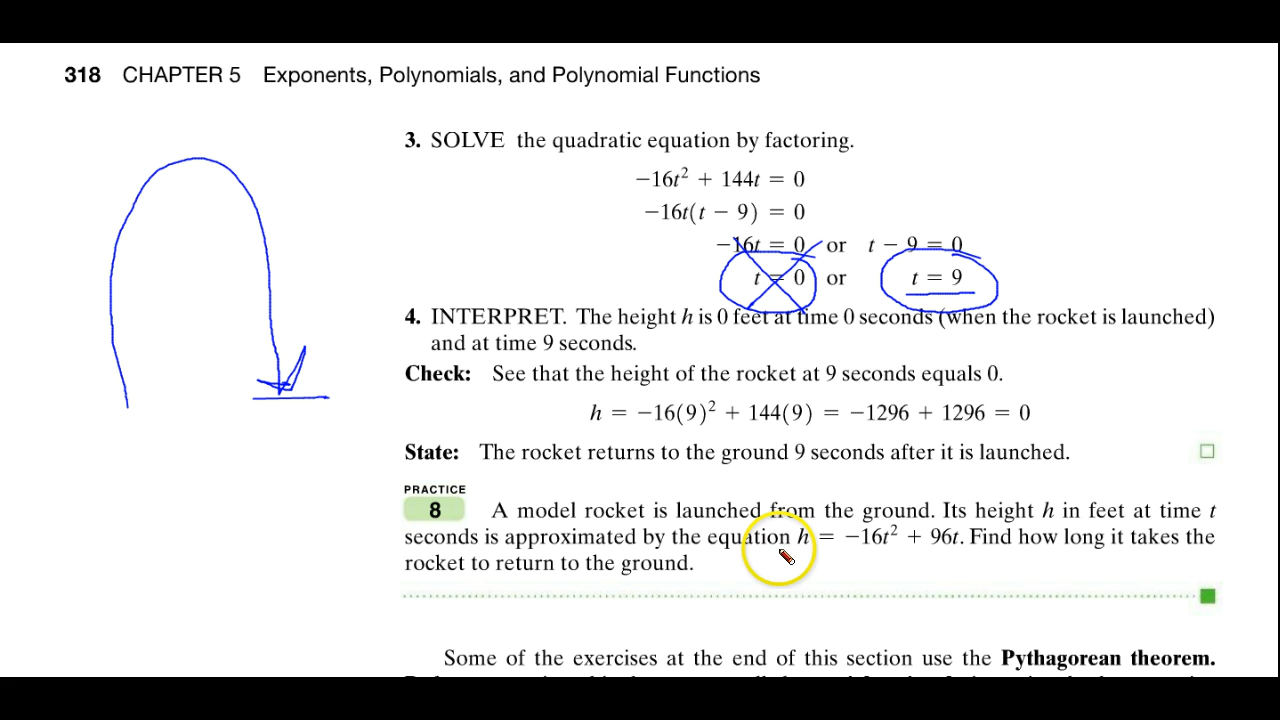 318 CHAPTER 5 Exponents, Polynomials, and Polynomial Functions
3. SOLVE the quadratic equation by factoring.
−16t² + 144t = 0
−16t(t − 9) = 0
−16t = 0 or t − 9 = 0
t = 0 or t = 9
4. INTERPRET. The height h is 0 feet at time 0 seconds (when the rocket is launched)
and at time 9 seconds.
Check: See that the height of the rocket at 9 seconds equals 0.
h = −16(9)² + 144(9) = −1296 + 1296 = 0
State: The rocket returns to the ground 9 seconds after it is launched.
PRACTICE
8 A model rocket is launched from the ground. Its height h in feet at time t
seconds is approximated by the equation h = −16t² + 96t. Find how long it takes the
rocket to return to the ground.
Some of the exercises at the end of this section use the Pythagorean theorem.